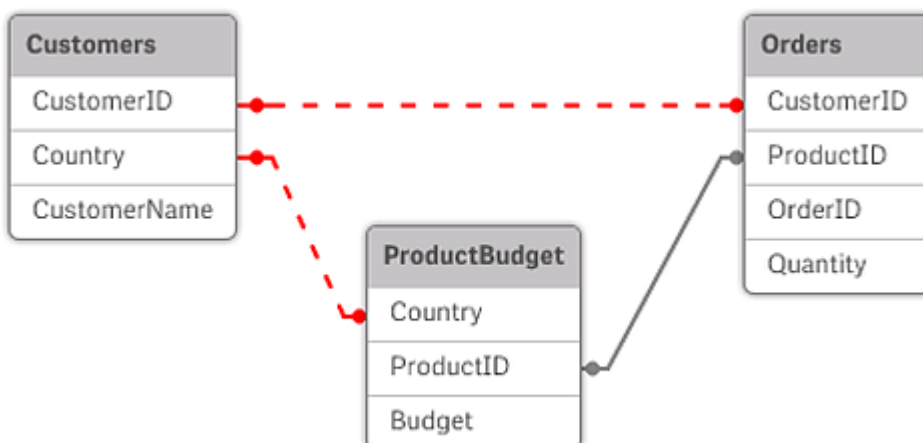 Customers
CustomerID
Country
CustomerName
ProductBudget
Country
ProductID
Budget
Orders
CustomerID
ProductID
OrderID
Quantity